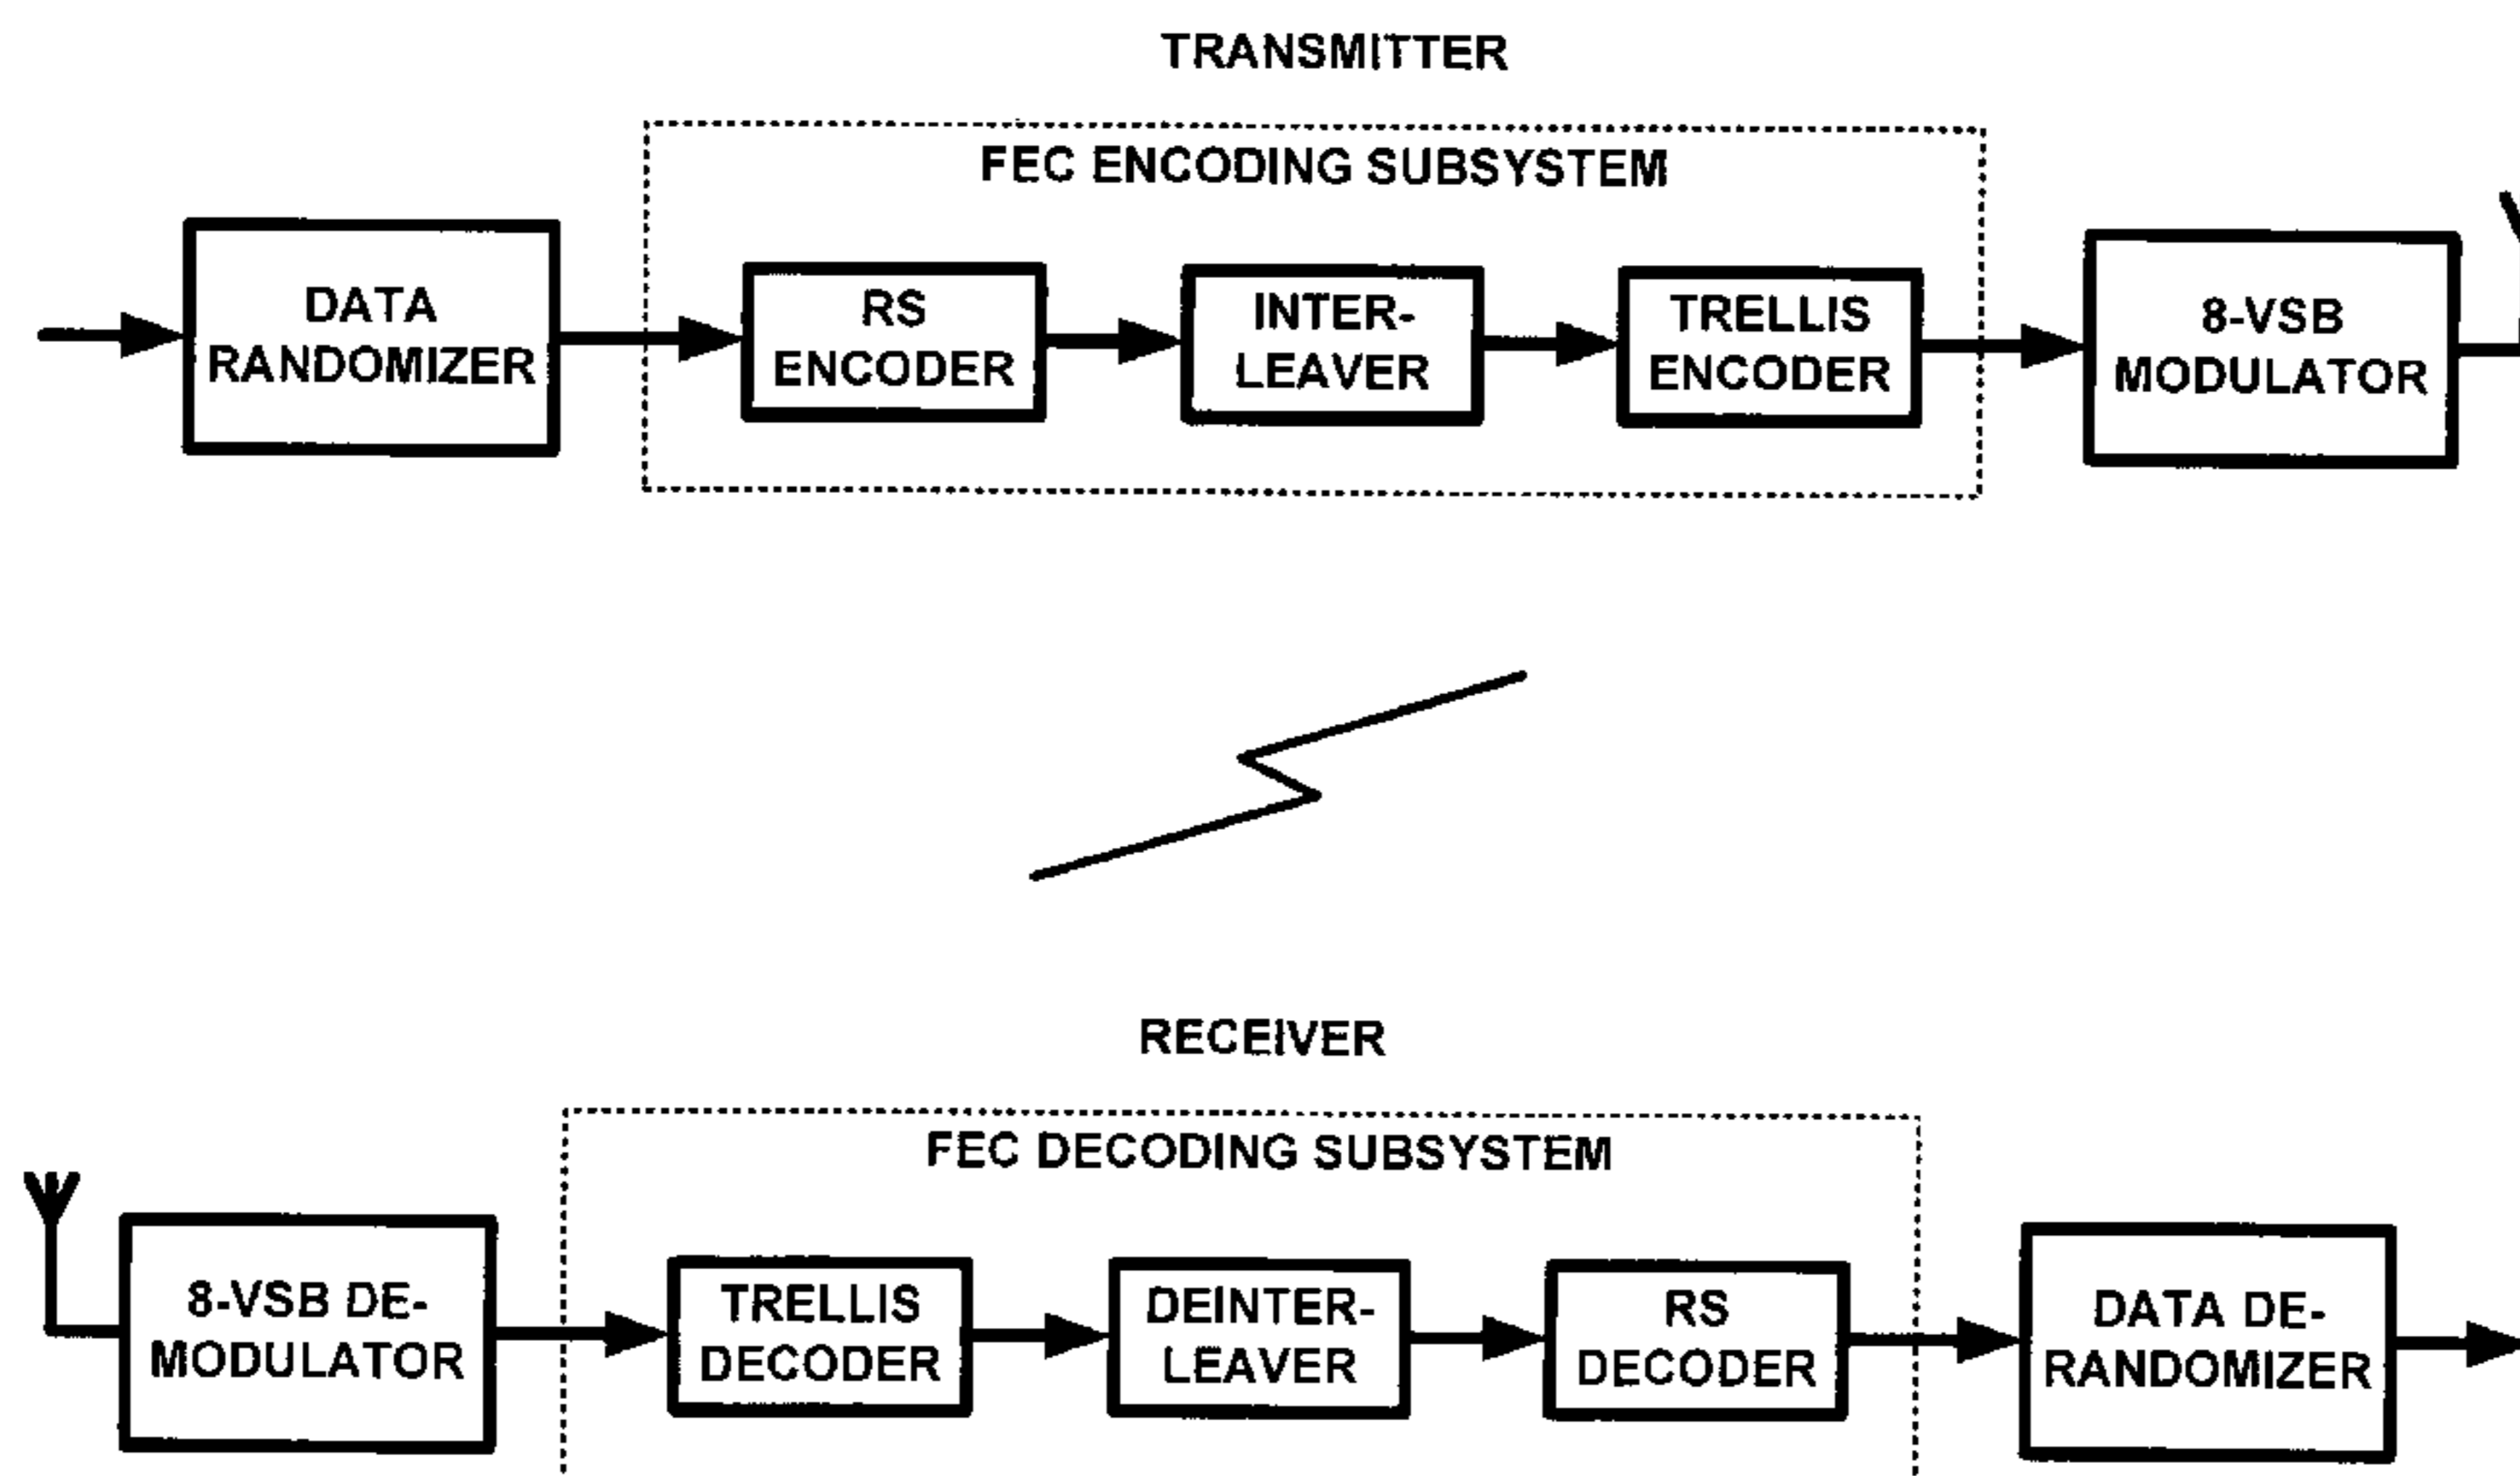 TRANSMITTER
FEC ENCODING SUBSYSTEM
DATA
RANDOMIZER
RS
ENCODER
INTER-
LEAVER
TRELLIS
ENCODER
8-VSB
MODULATOR
RECEIVER
FEC DECODING SUBSYSTEM
8-VSB DE-
MODULATOR
TRELLIS
DECODER
DEINTER-
LEAVER
RS
DECODER
DATA DE-
RANDOMIZER